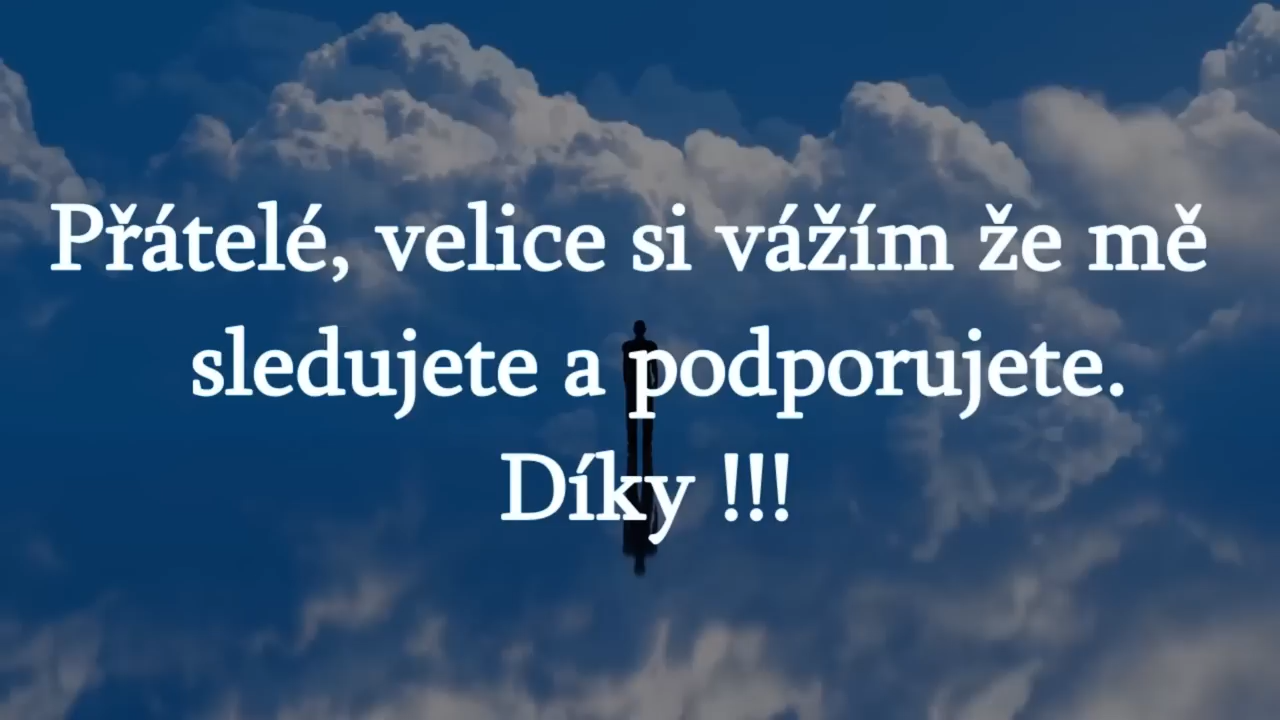 Přátelé, velice si vážím že mě
sledujete a podporujete.
Díky !!!